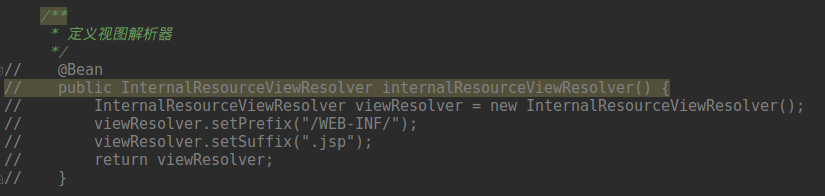 /**
* 定义视图解析器
*/
// @Bean
// public InternalResourceViewResolver internalResourceViewResolver() {
// InternalResourceViewResolver viewResolver = new InternalResourceViewResolver();
// viewResolver.setPrefix("/WEB-INF/");
// viewResolver.setSuffix(".jsp");
// return viewResolver;
// }